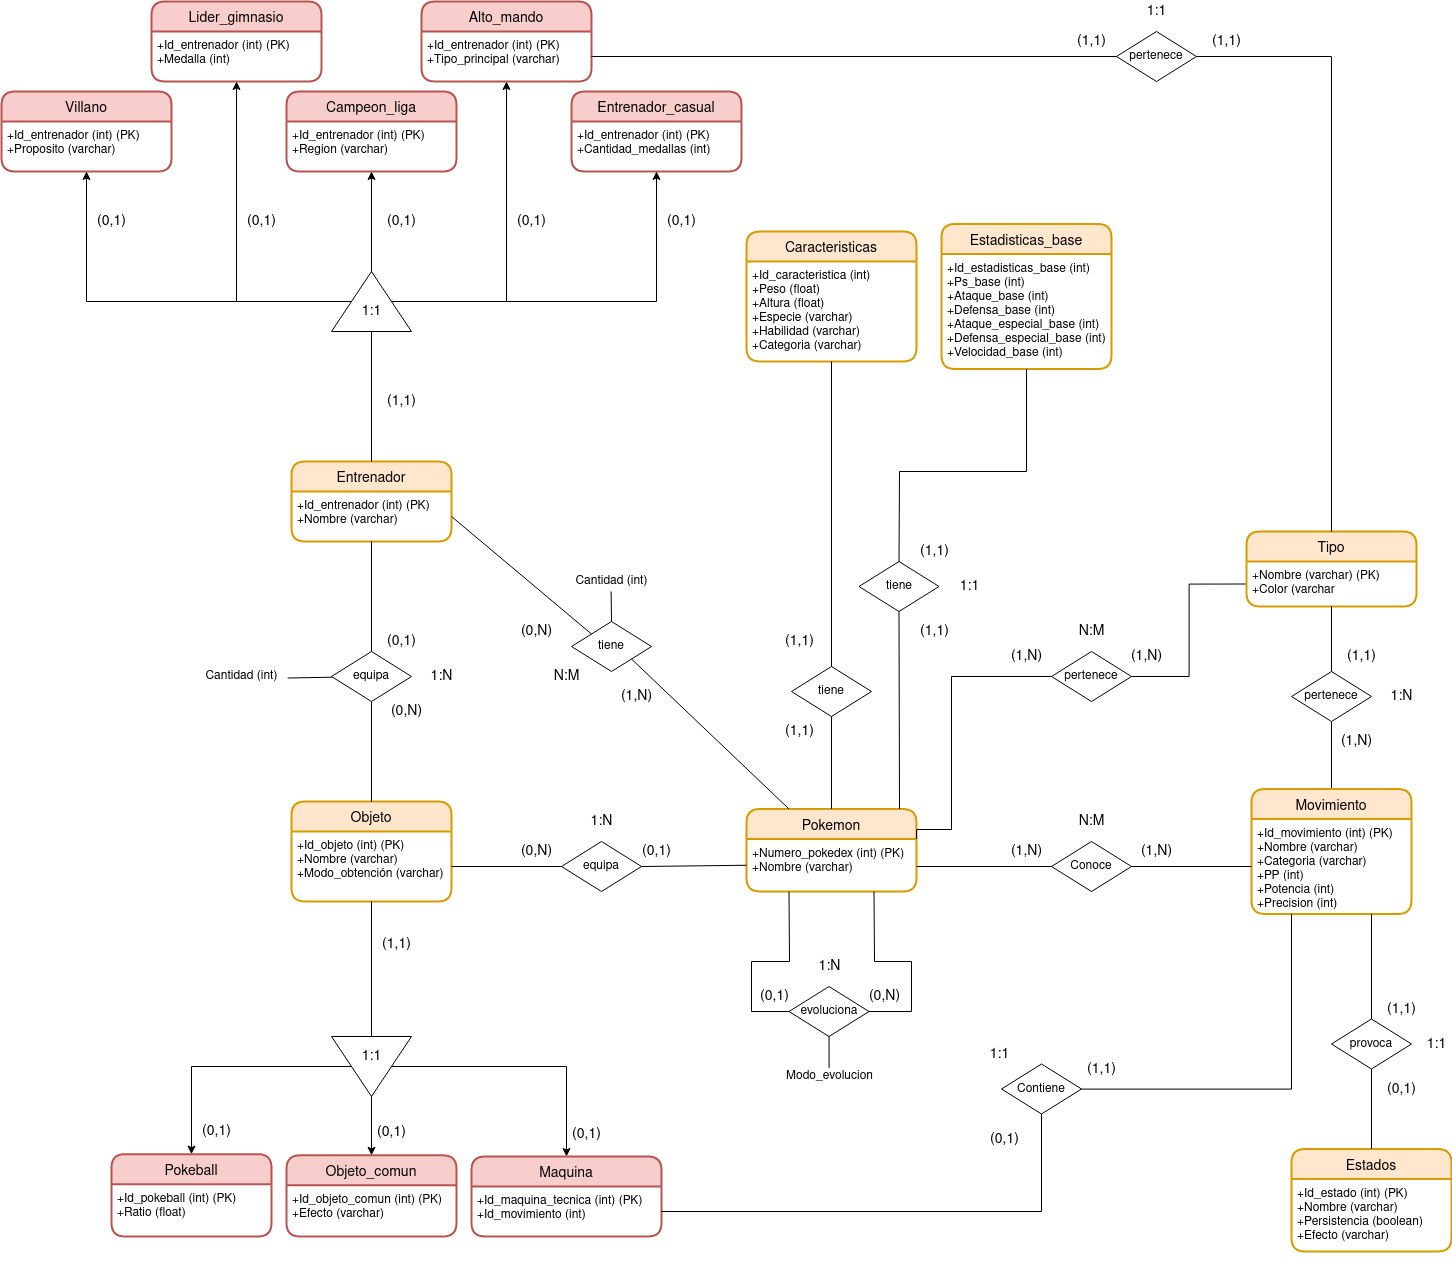 1:1
Lider_gimnasio
+Id_entrenador (int) (PK)
+Medalla (int)
Alto_mando
+Id_entrenador (int) (PK)
+Tipo_principal (varchar)
(1,1)
pertenece
(1,1)
Villano
+Id_entrenador (int) (PK)
+Proposito (varchar)
Campeon_liga
+Id_entrenador (int) (PK)
+Region (varchar)
Entrenador_casual
+Id_entrenador (int) (PK)
+Cantidad_medallas (int)
(0,1)
(0,1)
(0,1)
(0,1)
(0,1)
1:1
(1,1)
Caracteristicas
+Id_caracteristica (int)
+Peso (float)
+Altura (float)
+Especie (varchar)
+Habilidad (varchar)
+Categoria (varchar)
Estadisticas_base
+Id_estadisticas_base (int)
+Ps_base (int)
+Ataque_base (int)
+Defensa_base (int)
+Ataque_especial_base (int)
+Defensa_especial_base (int)
+Velocidad_base (int)
Entrenador
+Id_entrenador (int) (PK)
+Nombre (varchar)
Cantidad (int)
(0,N)
tiene
N:M
(1,N)
(1,1)
tiene
1:1
(1,1)
(1,1)
tiene
(1,1)
Tipo
+Nombre (varchar) (PK)
+Color (varchar
N:M
(1,N)
pertenece
(1,N)
(1,1)
pertenece
1:N
(1,N)
(0,1)
Cantidad (int)
equipa
1:N
(0,N)
Objeto
+Id_objeto (int) (PK)
+Nombre (varchar)
+Modo_obtención (varchar)
1:N
(0,N)
equipa
(0,1)
Pokemon
+Numero_pokedex (int) (PK)
+Nombre (varchar)
N:M
(1,N)
Conoce
(1,N)
Movimiento
+Id_movimiento (int) (PK)
+Nombre (varchar)
+Categoria (varchar)
+PP (int)
+Potencia (int)
+Precision (int)
(1,1)
1:1
1:N
(0,1)
evoluciona
(0,N)
Modo_evolucion
1:1
Contiene
(1,1)
(0,1)
(1,1)
provoca
1:1
(0,1)
(0,1)
(0,1)
(0,1)
Pokeball
+Id_pokeball (int) (PK)
+Ratio (float)
Objeto_comun
+Id_objeto_comun (int) (PK)
+Efecto (varchar)
Maquina
+Id_maquina_tecnica (int) (PK)
+Id_movimiento (int)
Estados
+Id_estado (int) (PK)
+Nombre (varchar)
+Persistencia (boolean)
+Efecto (varchar)